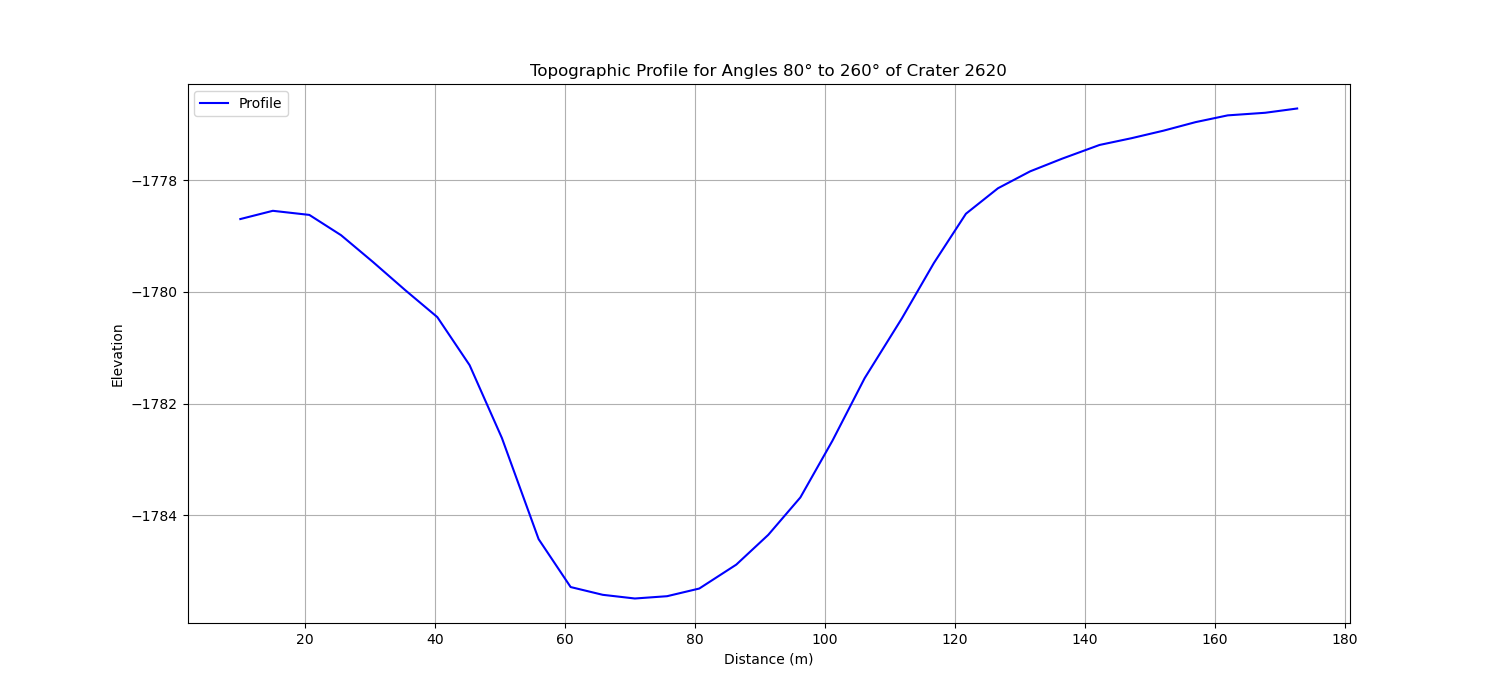 Topographic Profile for Angles 80° to 260° of Crater 2620
Profile
−1778
−1780
−1782
−1784
Elevation
20 40 60 80 100 120 140 160 180
Distance (m)